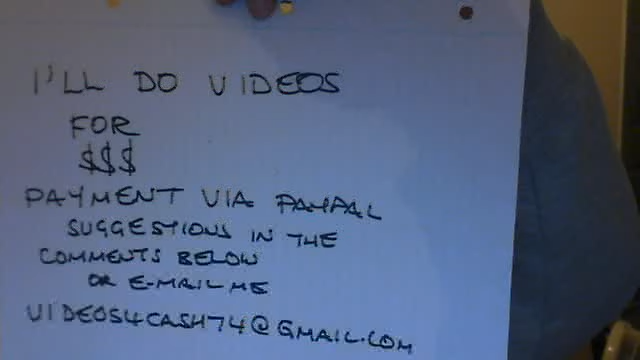 I'LL DO VIDEOS
FOR
$$$
PAYMENT VIA PAYPAL
SUGGESTIONS IN THE
COMMENTS BELOW
OR E-MAIL ME
VIDEOS4CASH74@GMAIL.COM